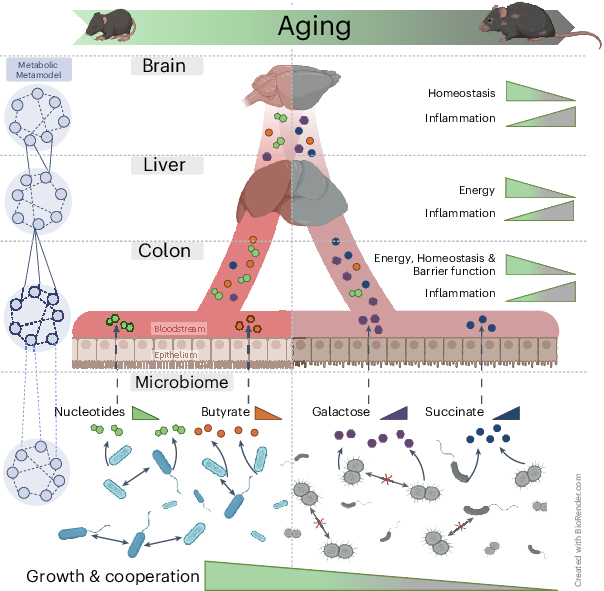 Aging
Metabolic
Metamodel
Brain
Homeostasis
Inflammation
Liver
Energy
Inflammation
Colon
Energy, Homeostasis &
Barrier function
Inflammation
Bloodstream
Epithelium
Microbiome
Nucleotides
Butyrate
Galactose
Succinate
Growth & cooperation
Created with BioRender.com